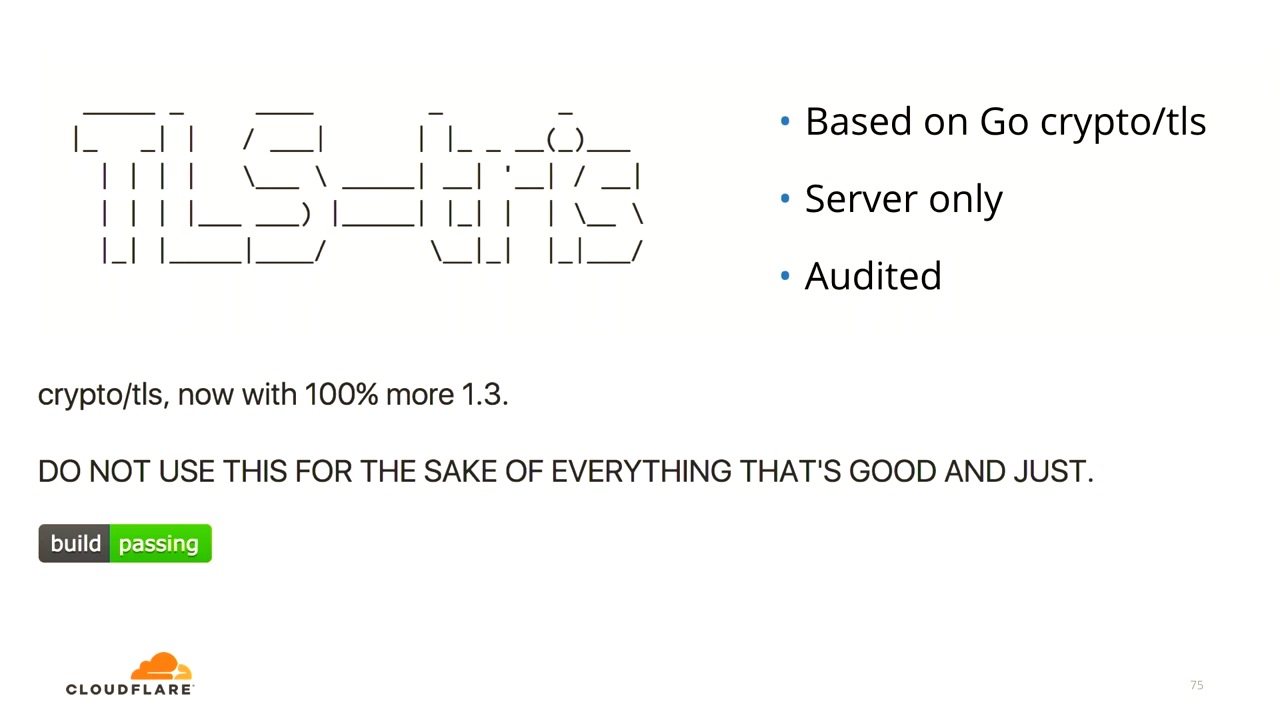 TLS-tris
Based on Go crypto/tls
Server only
Audited
crypto/tls, now with 100% more 1.3.
DO NOT USE THIS FOR THE SAKE OF EVERYTHING THAT'S GOOD AND JUST.
build passing
CLOUDFLARE
75